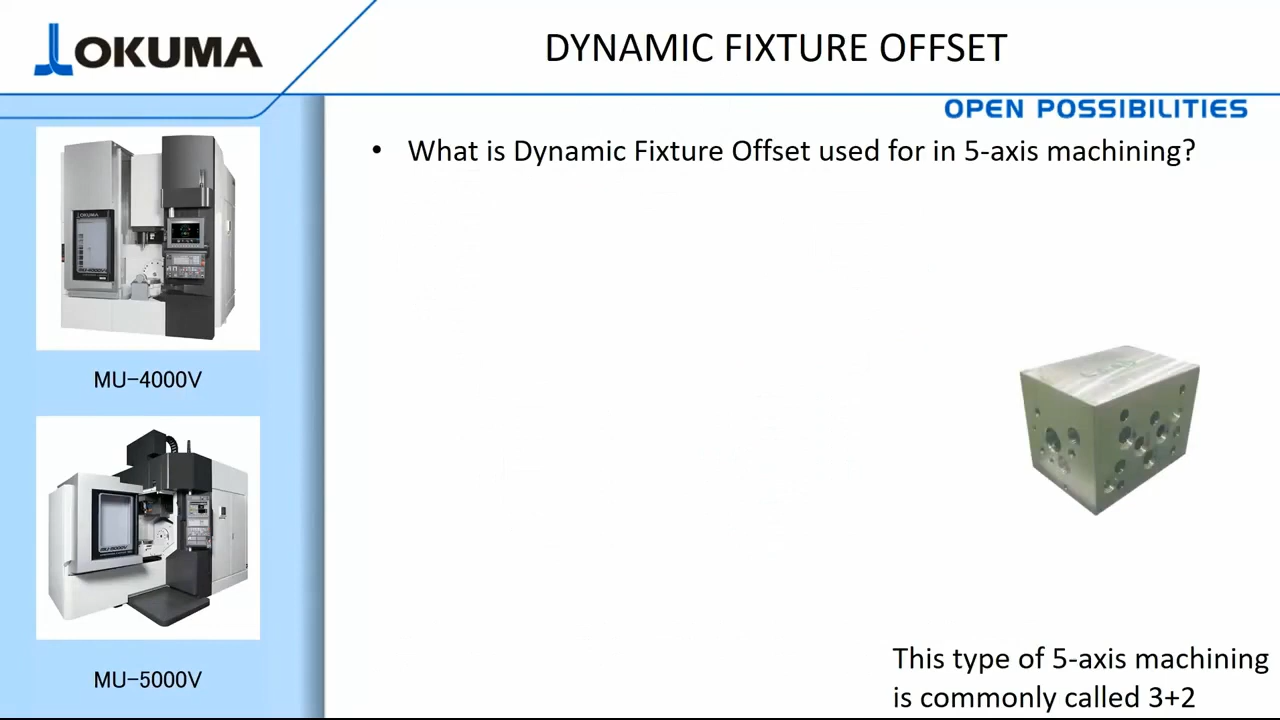 OKUMA
DYNAMIC FIXTURE OFFSET
OPEN POSSIBILITIES
• What is Dynamic Fixture Offset used for in 5-axis machining?
OKUMA
MU-4000V
MU-5000V
This type of 5-axis machining
is commonly called 3+2